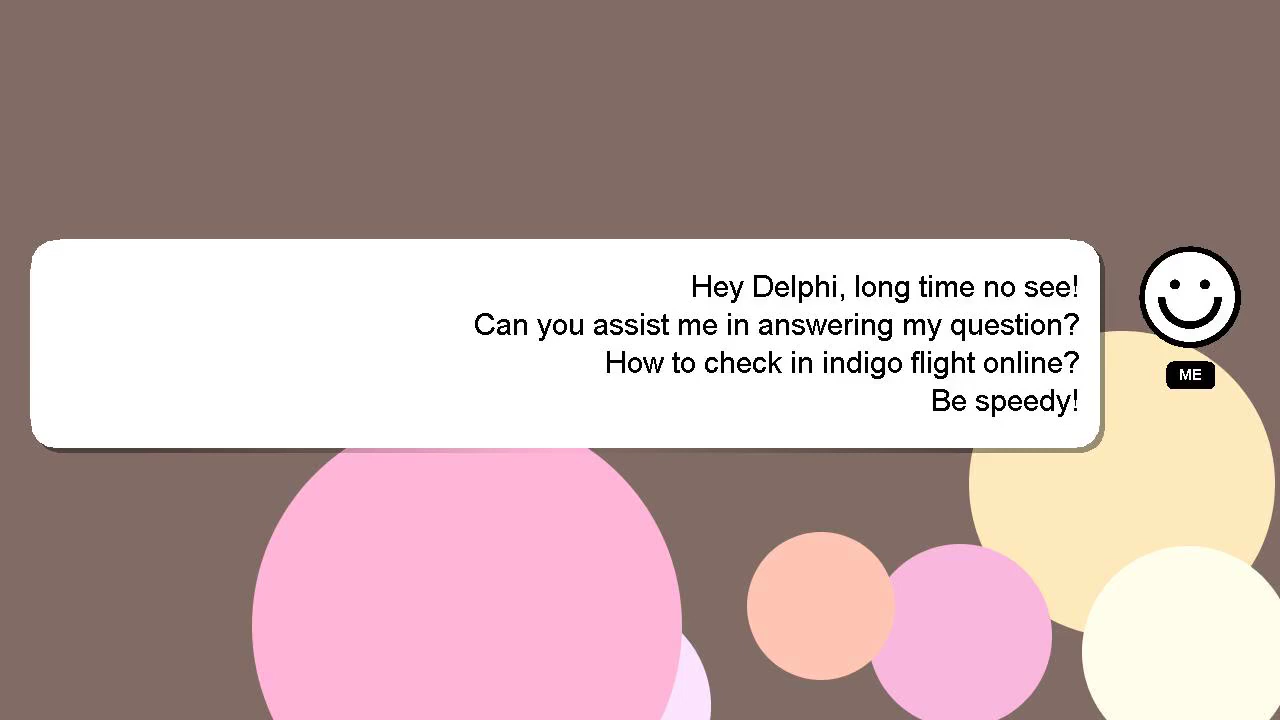 Hey Delphi, long time no see!
Can you assist me in answering my question?
How to check in indigo flight online?
Be speedy!
ME